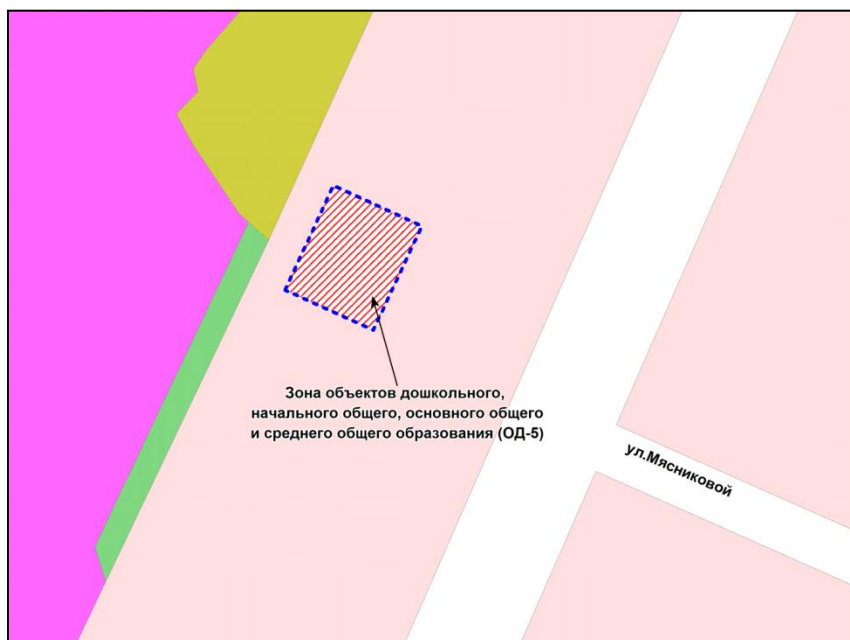 Зона объектов дошкольного,
начального общего, основного общего
и среднего общего образования (ОД-5)
ул.Мясниковой